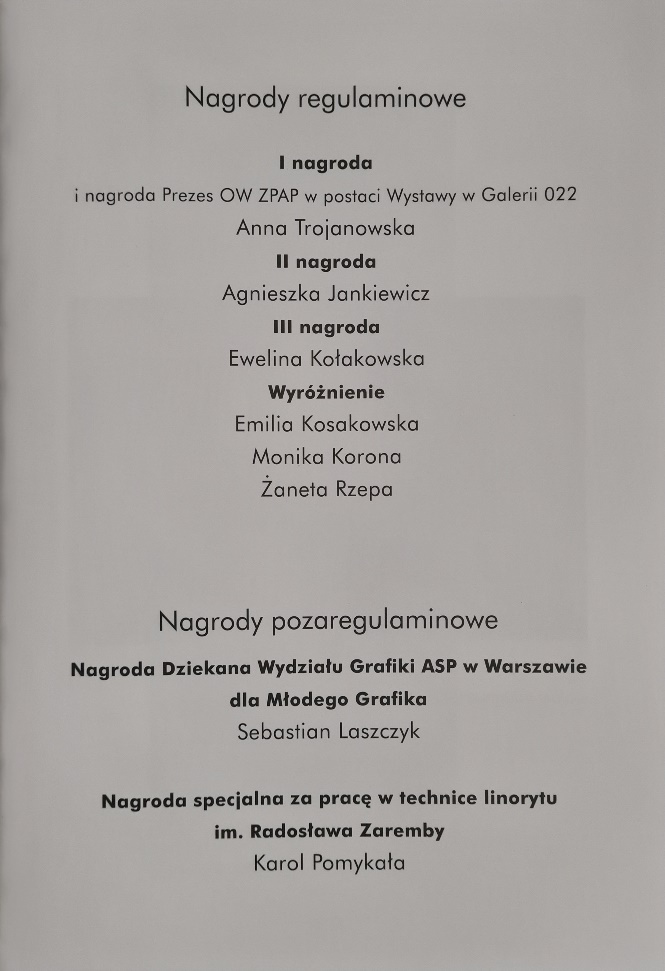 Nagrody regulaminowe
I nagroda
i nagroda Prezes OW ZPAP w postaci Wystawy w Galerii 022
Anna Trojanowska
II nagroda
Agnieszka Jankiewicz
III nagroda
Ewelina Kołakowska
Wyróżnienie
Emilia Kosakowska
Monika Korona
Żaneta Rzepa
Nagrody pozaregulaminowe
Nagroda Dziekana Wydziału Grafiki ASP w Warszawie
dla Młodego Grafika
Sebastian Laszczyk
Nagroda specjalna za pracę w technice linorytu
im. Radosława Zaremby
Karol Pomykała